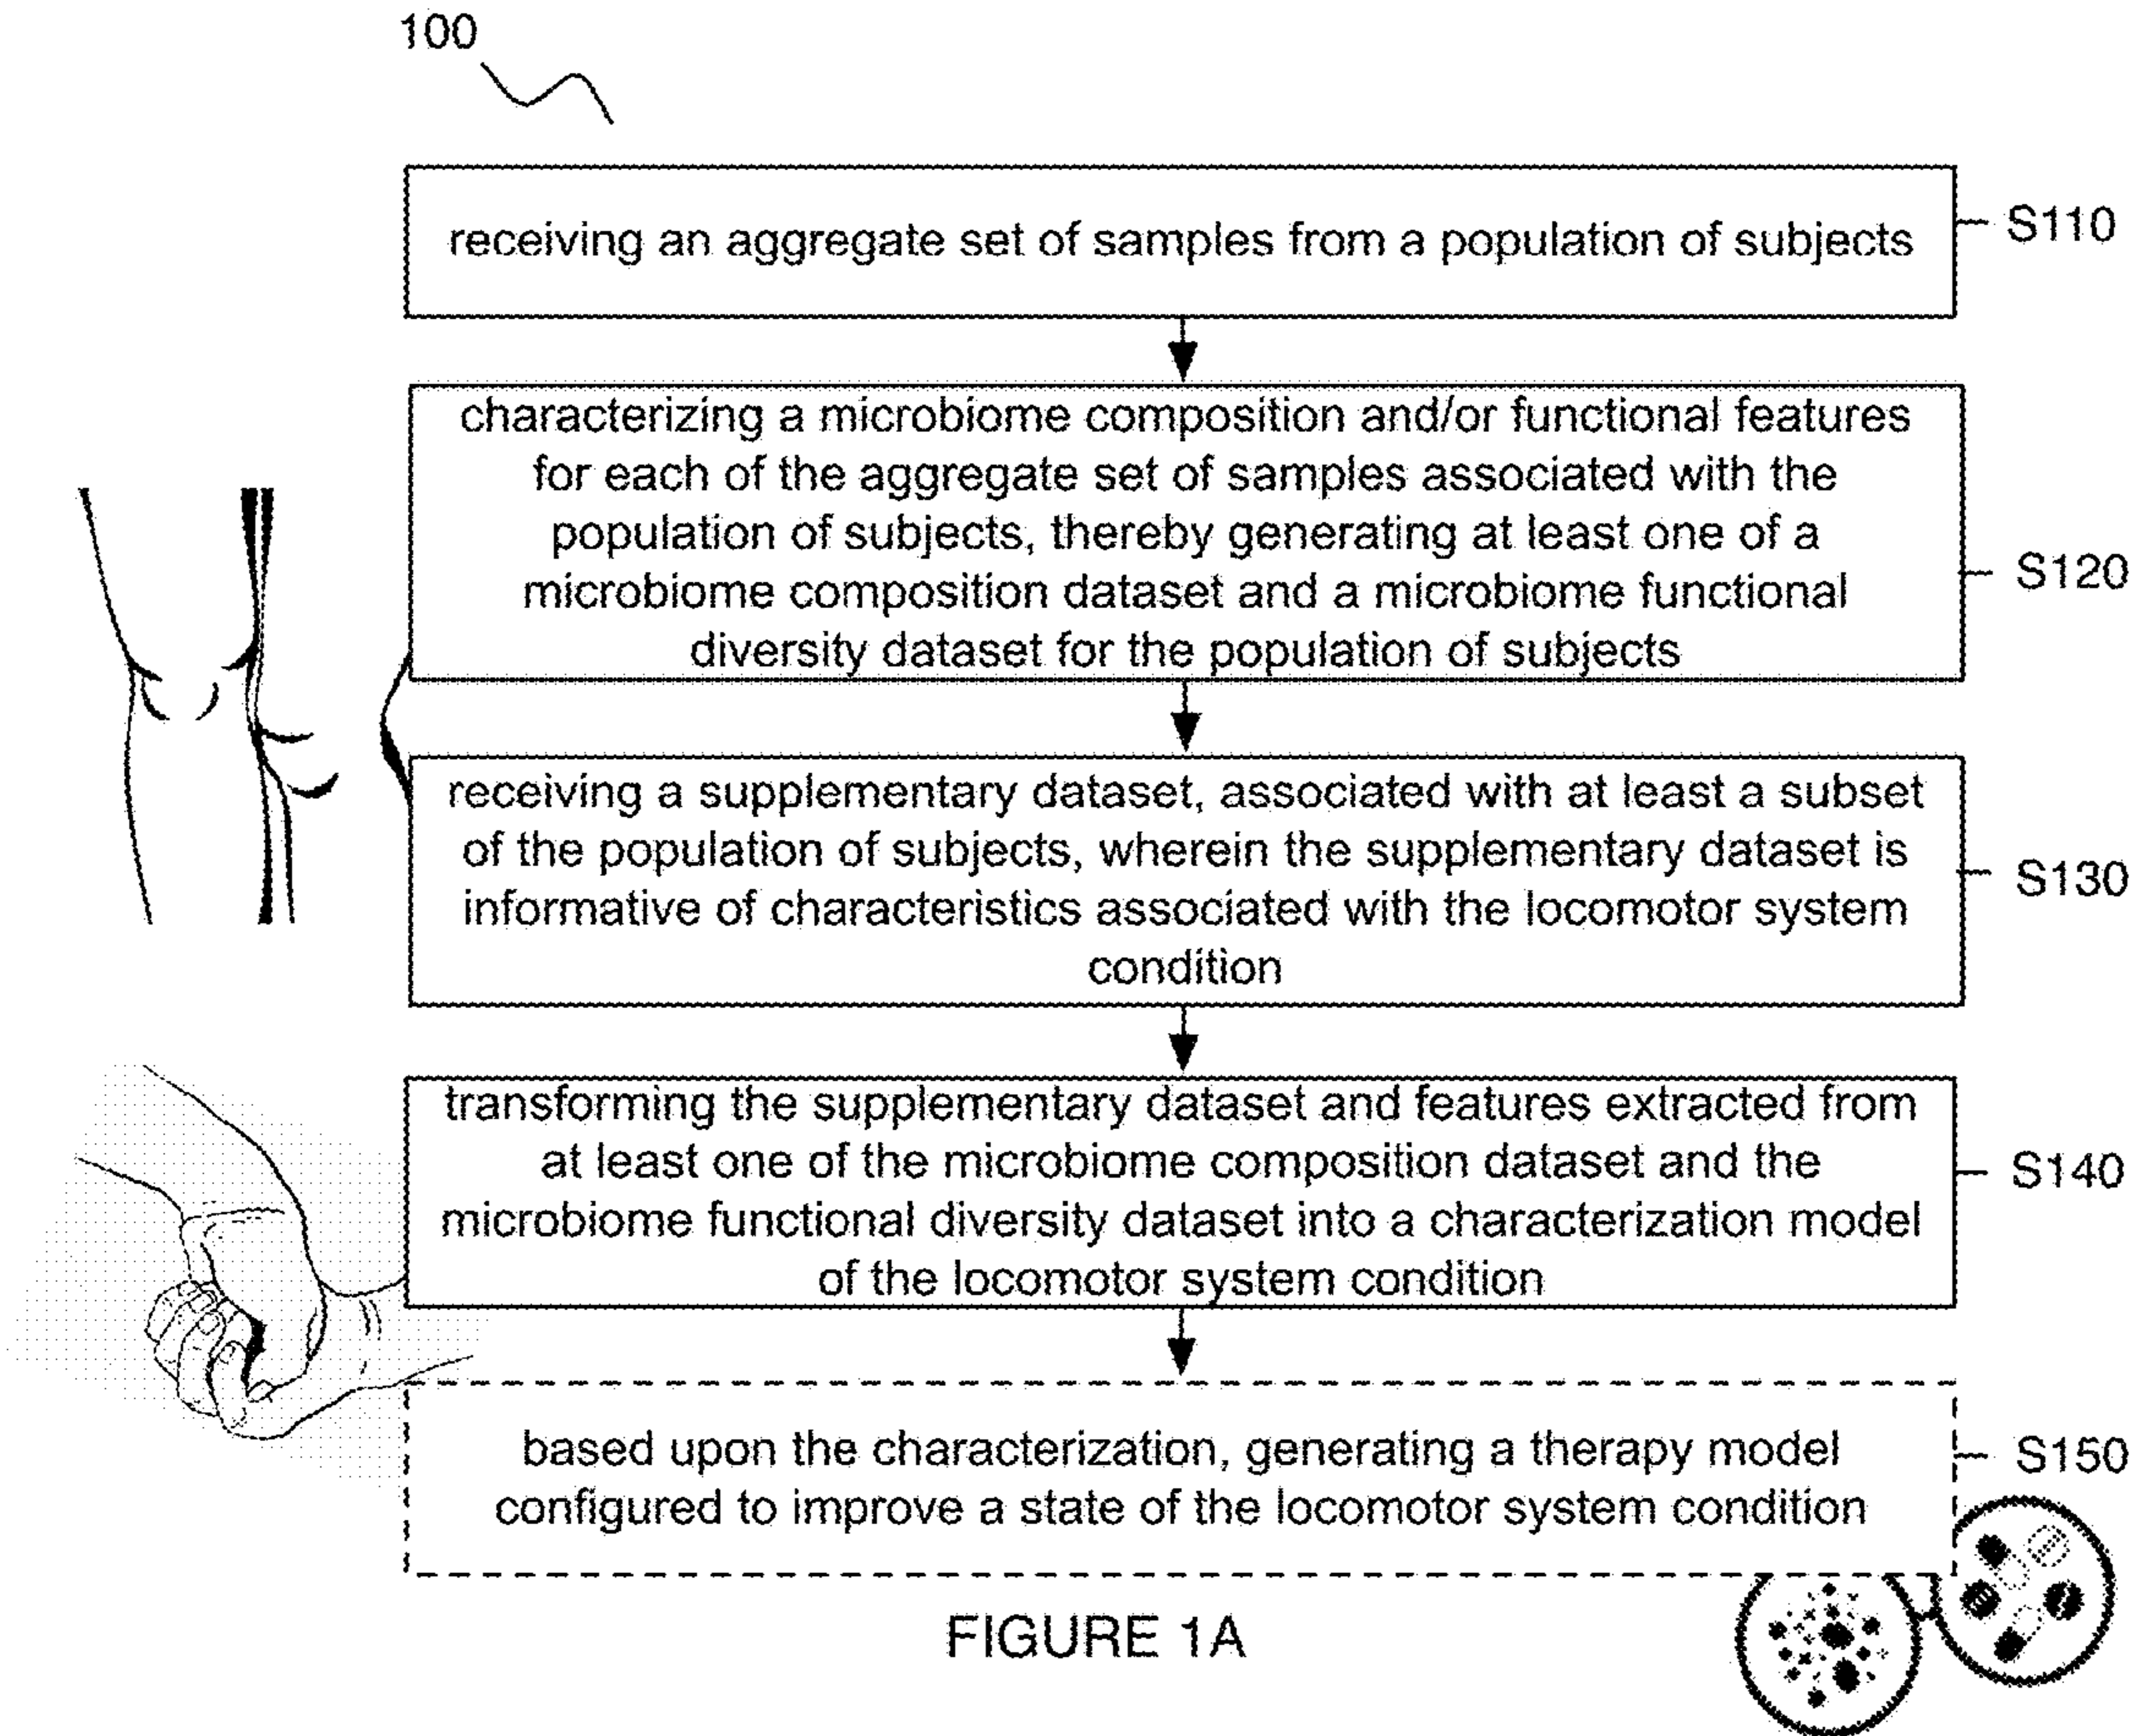 100
receiving an aggregate set of samples from a population of subjects
S110
characterizing a microbiome composition and/or functional features
for each of the aggregate set of samples associated with the
population of subjects, thereby generating at least one of a
microbiome composition dataset and a microbiome functional
diversity dataset for the population of subjects
S120
receiving a supplementary dataset, associated with at least a subset
of the population of subjects, wherein the supplementary dataset is
informative of characteristics associated with the locomotor system
condition
S130
transforming the supplementary dataset and features extracted from
at least one of the microbiome composition dataset and the
microbiome functional diversity dataset into a characterization model
of the locomotor system condition
S140
based upon the characterization, generating a therapy model
configured to improve a state of the locomotor system condition
S150
FIGURE 1A